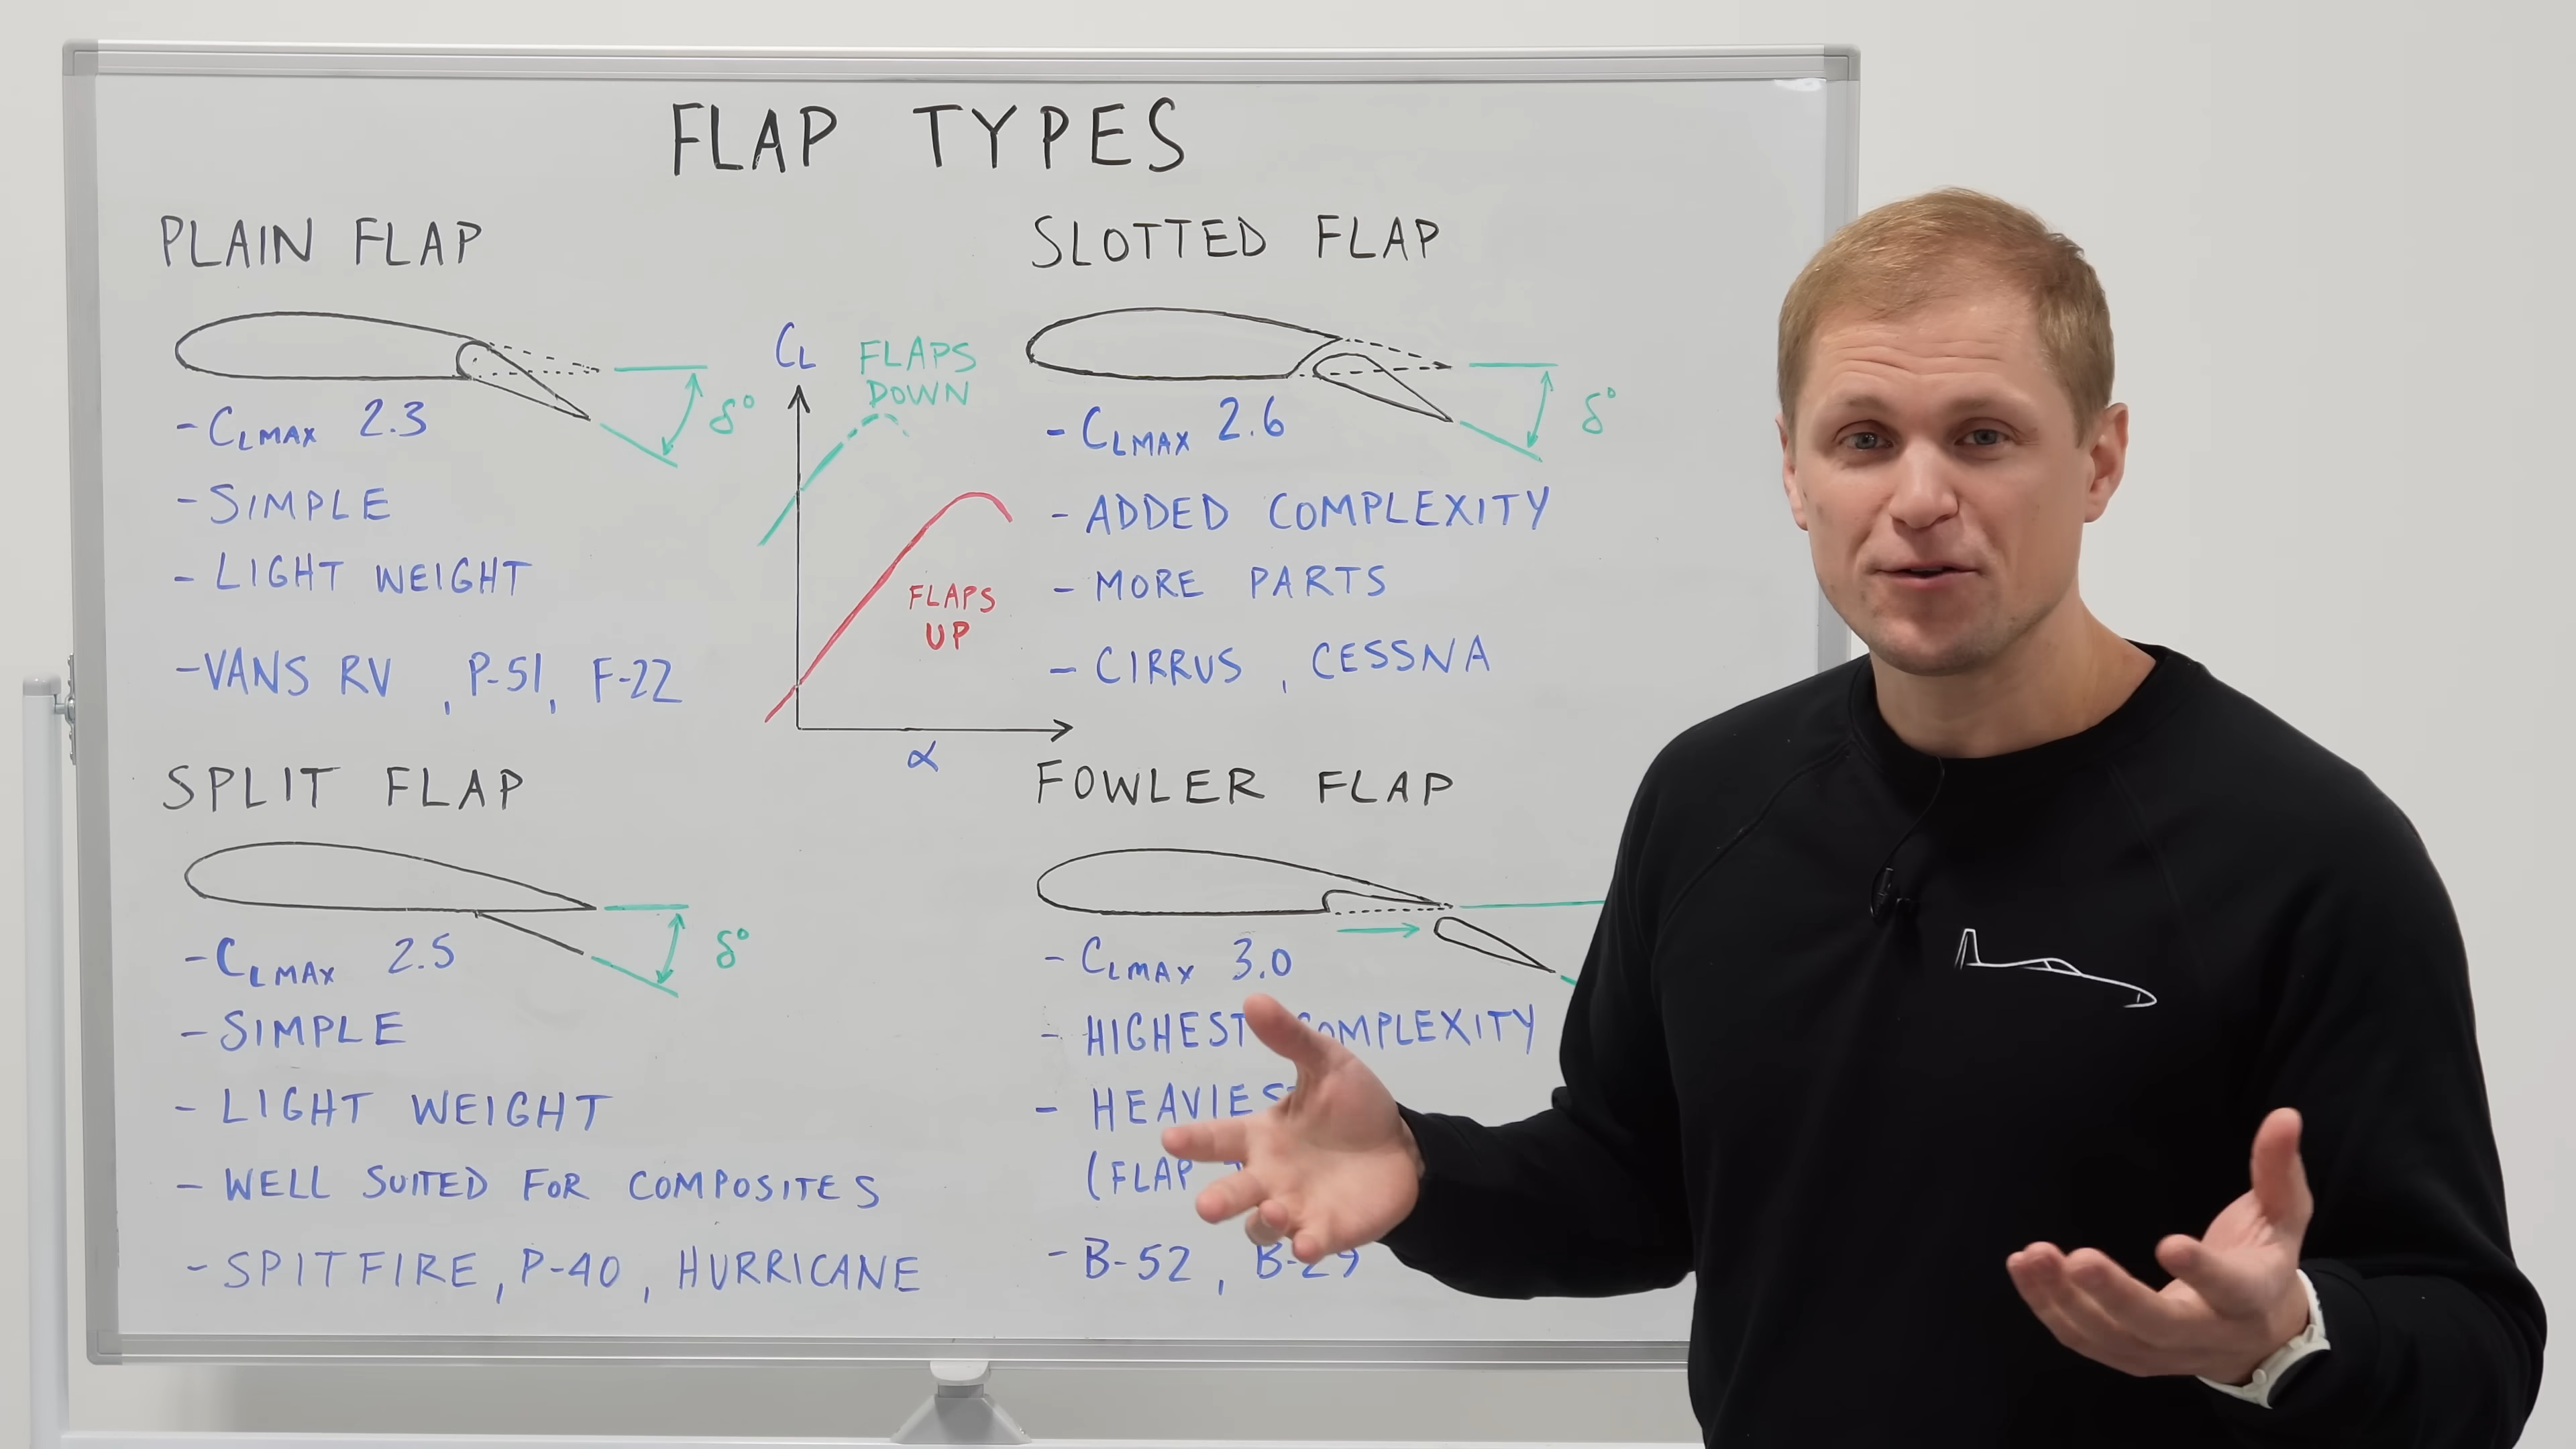 FLAP TYPES
PLAIN FLAP
δ°
- CLMAX 2.3
- SIMPLE
- LIGHT WEIGHT
- VANS RV , P-51, F-22
CL
FLAPS
DOWN
FLAPS
UP
α
SLOTTED FLAP
δ°
- CLMAX 2.6
- ADDED COMPLEXITY
- MORE PARTS
- CIRRUS , CESSNA
SPLIT FLAP
δ°
- CLMAX 2.5
- SIMPLE
- LIGHT WEIGHT
- WELL SUITED FOR COMPOSITES
- SPITFIRE, P-40 , HURRICANE
FOWLER FLAP
- CLMAX 3.0
- HIGHEST COMPLEXITY
- HEAVIES
(FLAP
- B-52 , B-29